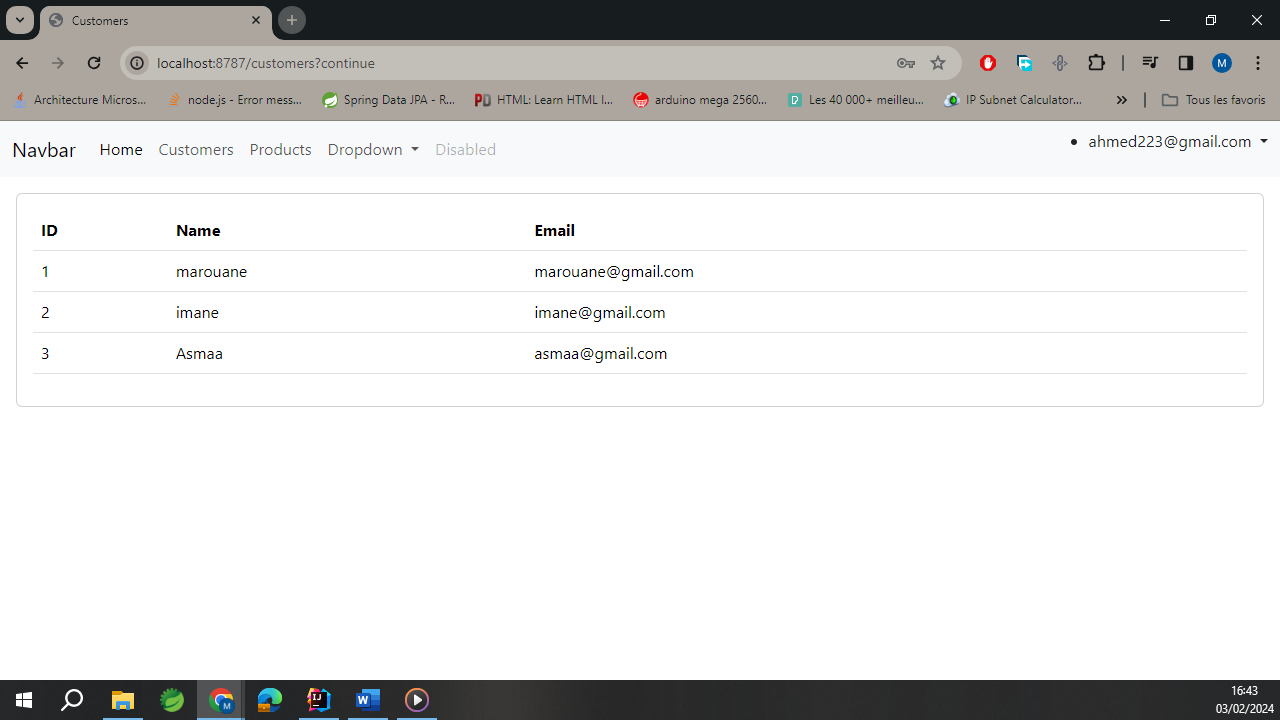 Customers
localhost:8787/customers?continue
M
Architecture Micros... node.js - Error mess... Spring Data JPA - R... HTML: Learn HTML I... arduino mega 2560... Les 40 000+ meilleu... IP Subnet Calculator... » Tous les favoris
Navbar Home Customers Products Dropdown Disabled ahmed223@gmail.com
ID Name Email
1 marouane marouane@gmail.com
2 imane imane@gmail.com
3 Asmaa asmaa@gmail.com
16:43
03/02/2024